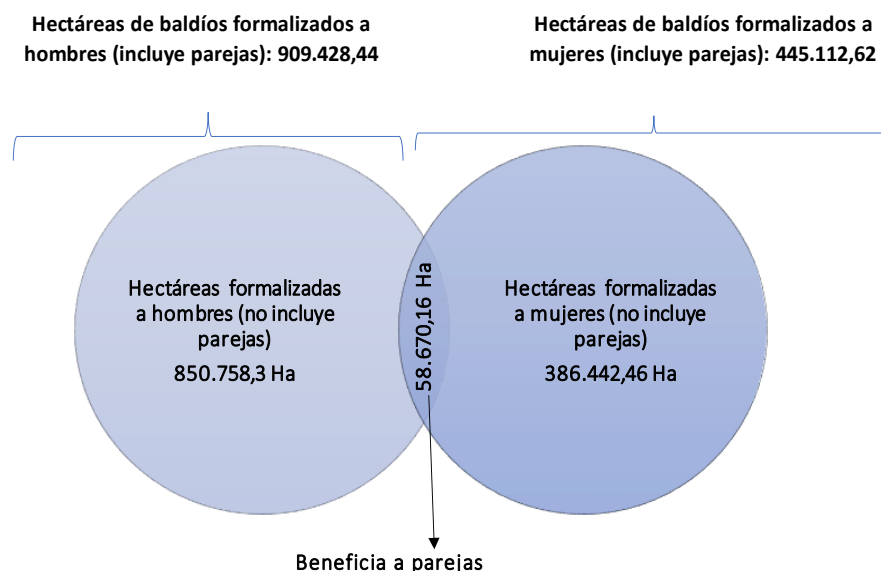 Hectáreas de baldíos formalizados a
hombres (incluye parejas): 909.428,44
Hectáreas de baldíos formalizados a
mujeres (incluye parejas): 445.112,62
Hectáreas formalizadas
a hombres (no incluye
parejas)
850.758,3 Ha
58.670,16 Ha
Hectáreas formalizadas
a mujeres (no incluye
parejas)
386.442,46 Ha
Beneficia a parejas